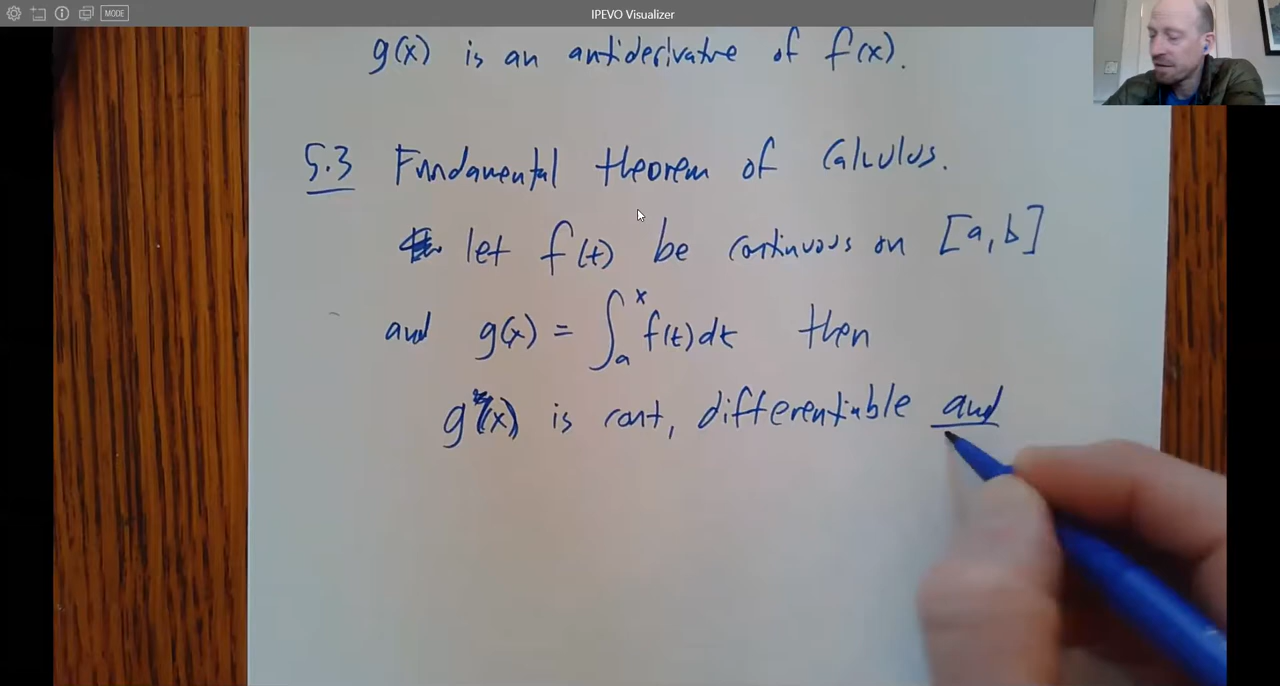 MODE IPEVO Visualizer
g(x) is an antiderivative of f(x).
5.3 Fundamental theorem of Calculus.
let f(t) be continuous on [a,b]
and g(x) = ∫ₐˣ f(t)dt then
g(x) is cont, differentiable and